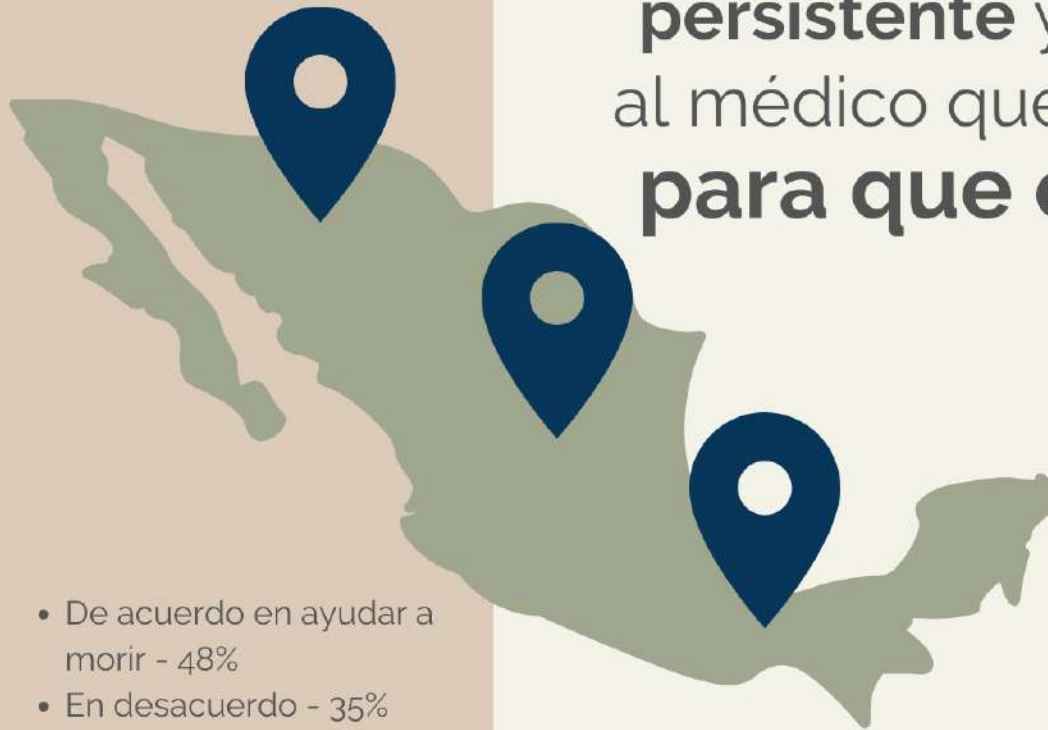 persistente
al médico que
para que
• De acuerdo en ayudar a
morir - 48%
• En desacuerdo - 35%